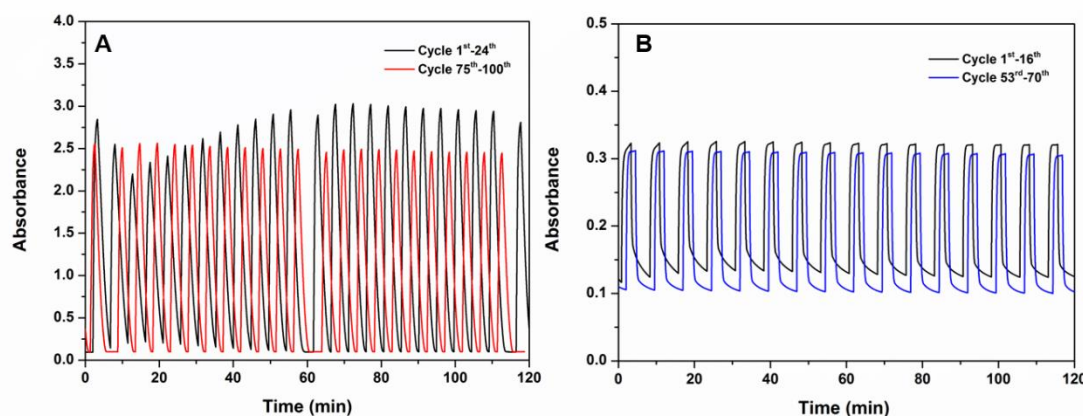 A
Cycle 1st-24th
Cycle 75th-100th
4.0
3.5
3.0
2.5
2.0
1.5
1.0
0.5
0.0
Absorbance
0
20
40
60
80
100
120
Time (min)
B
Cycle 1st-16th
Cycle 53rd-70th
0.5
0.4
0.3
0.2
0.1
0.0
Absorbance
0
20
40
60
80
100
120
Time (min)